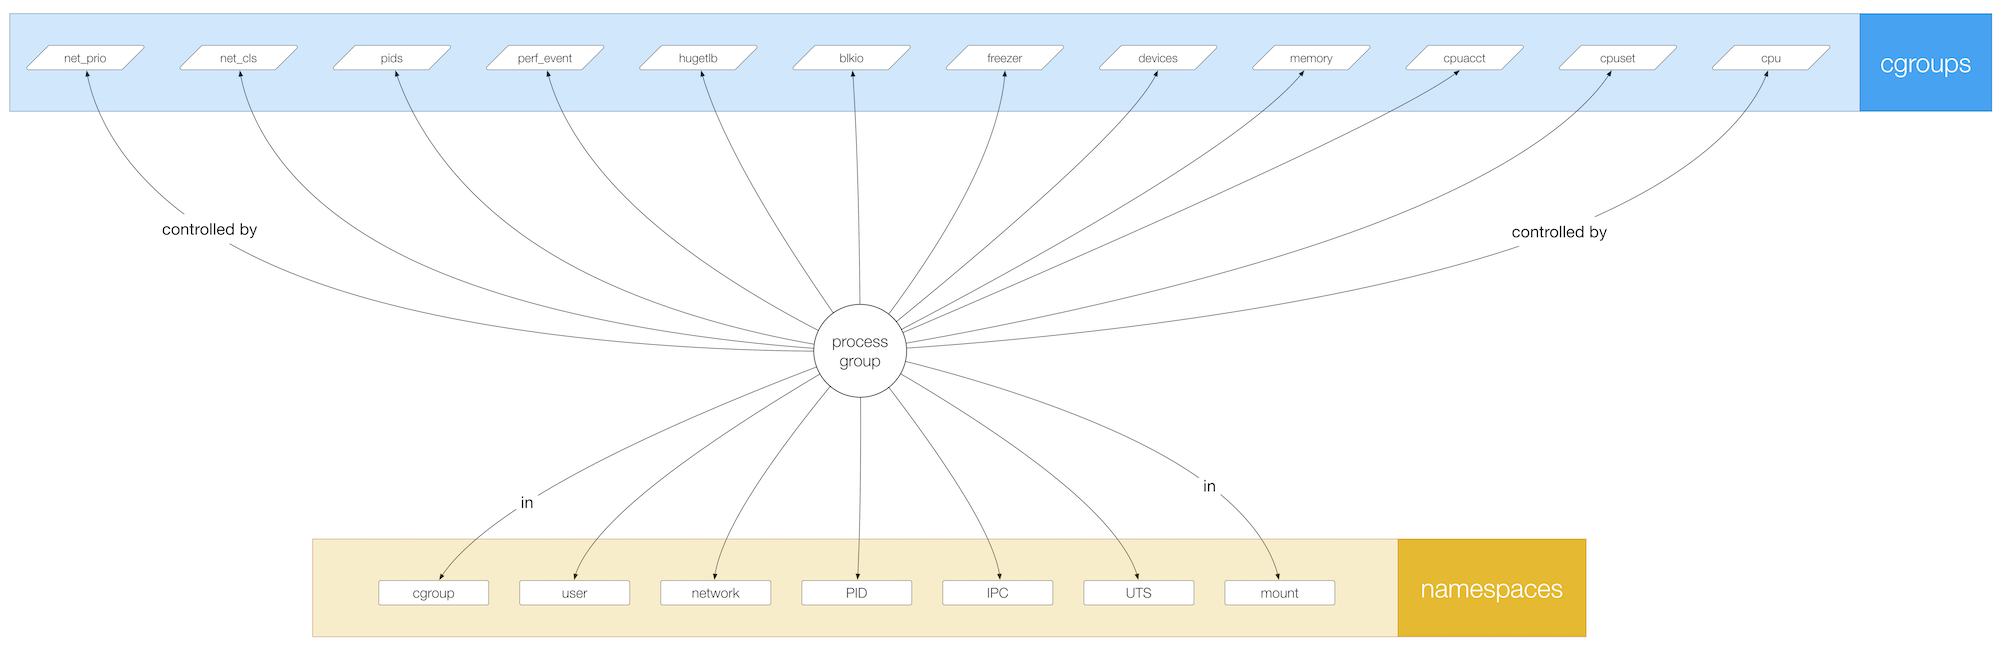 net_prio
net_cls
pids
perf_event
hugetlb
blkio
freezer
devices
memory
cpuacct
cpuset
cpu
cgroups
controlled by
controlled by
process
group
in
in
cgroup
user
network
PID
IPC
UTS
mount
namespaces